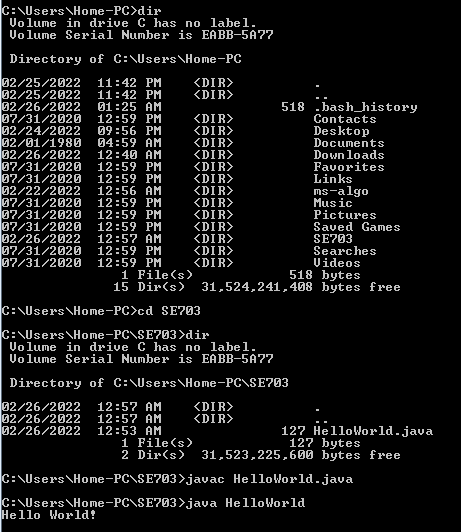 C:\Users\Home-PC>dir
 Volume in drive C has no label.
 Volume Serial Number is EABB-5A77

 Directory of C:\Users\Home-PC

02/25/2022  11:42 PM    <DIR>          .
02/25/2022  11:42 PM    <DIR>          ..
02/26/2022  01:25 AM               518 .bash_history
07/31/2020  12:59 PM    <DIR>          Contacts
02/24/2022  09:56 PM    <DIR>          Desktop
02/01/1980  04:59 AM    <DIR>          Documents
02/26/2022  12:40 AM    <DIR>          Downloads
07/31/2020  12:59 PM    <DIR>          Favorites
07/31/2020  12:59 PM    <DIR>          Links
02/22/2022  12:56 AM    <DIR>          ms-algo
07/31/2020  12:59 PM    <DIR>          Music
07/31/2020  12:59 PM    <DIR>          Pictures
07/31/2020  12:59 PM    <DIR>          Saved Games
02/26/2022  12:57 AM    <DIR>          SE703
07/31/2020  12:59 PM    <DIR>          Searches
07/31/2020  12:59 PM    <DIR>          Videos
               1 File(s)            518 bytes
              15 Dir(s)  31,524,241,408 bytes free

C:\Users\Home-PC>cd SE703

C:\Users\Home-PC\SE703>dir
 Volume in drive C has no label.
 Volume Serial Number is EABB-5A77

 Directory of C:\Users\Home-PC\SE703

02/26/2022  12:57 AM    <DIR>          .
02/26/2022  12:57 AM    <DIR>          ..
02/26/2022  12:53 AM               127 HelloWorld.java
               1 File(s)            127 bytes
               2 Dir(s)  31,523,225,600 bytes free

C:\Users\Home-PC\SE703>javac HelloWorld.java

C:\Users\Home-PC\SE703>java HelloWorld
Hello World!